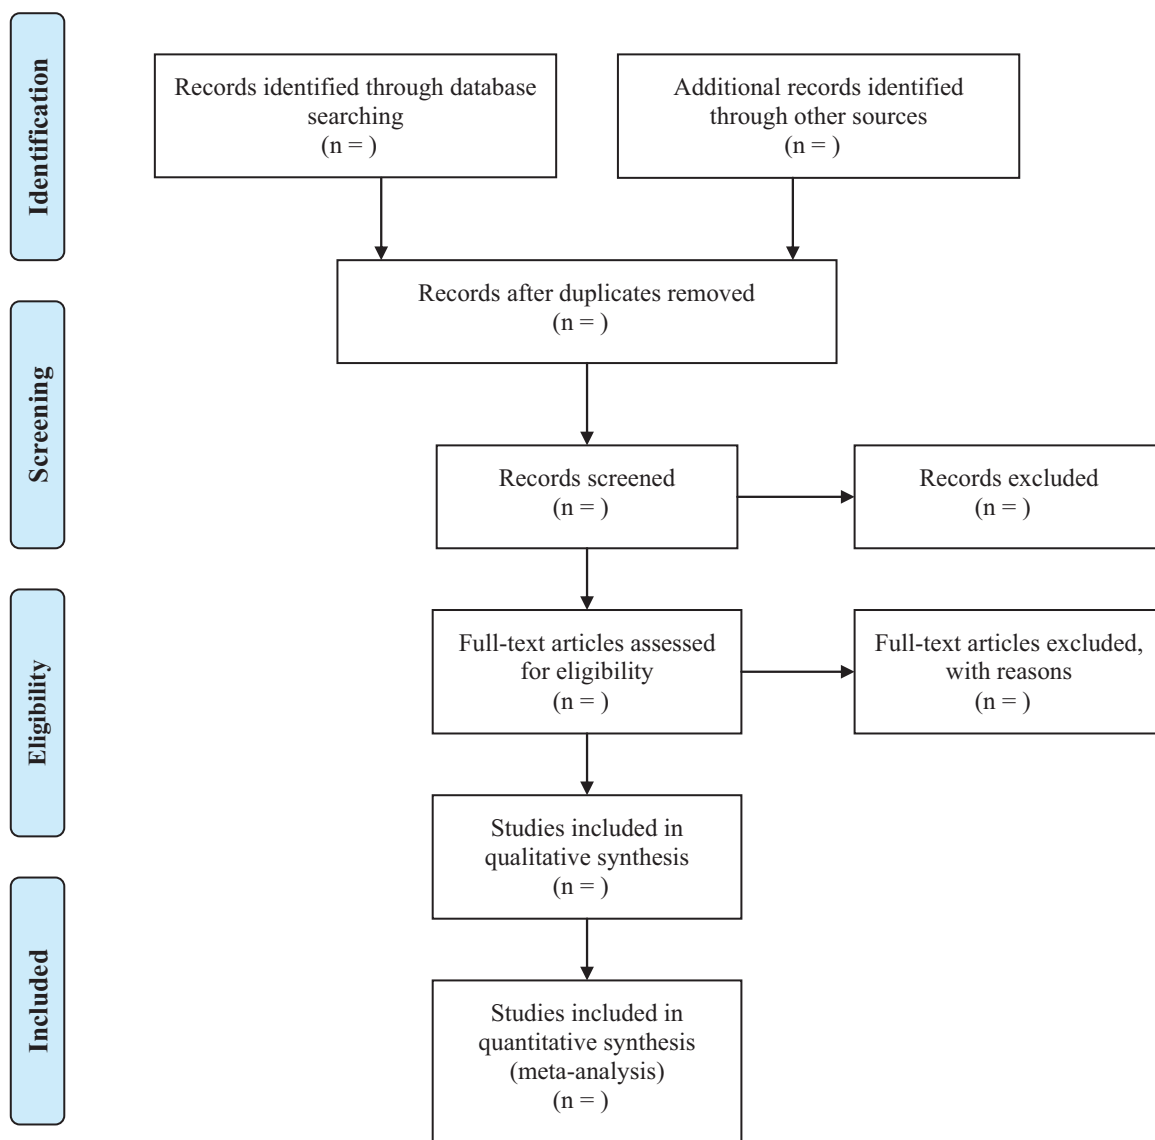 Identification
Records identified through database
searching
(n = )
Additional records identified
through other sources
(n = )
Records after duplicates removed
(n = )
Screening
Records screened
(n = )
Records excluded
(n = )
Eligibility
Full-text articles assessed
for eligibility
(n = )
Full-text articles excluded,
with reasons
(n = )
Studies included in
qualitative synthesis
(n = )
Included
Studies included in
quantitative synthesis
(meta-analysis)
(n = )